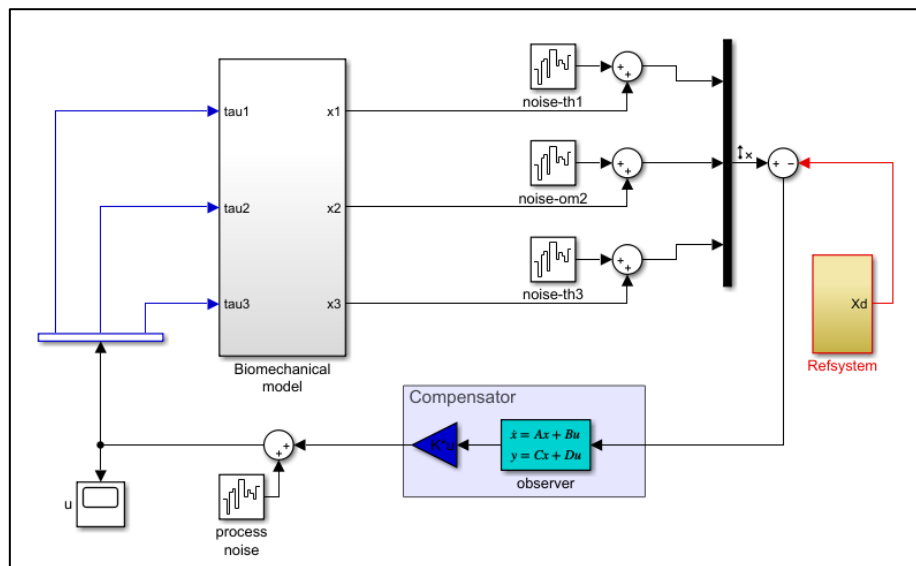 noise-th1
tau1
x1
x
noise-om2
tau2
x2
noise-th3
tau3
x3
Xd
Refsystem
Biomechanical
model
Compensator
K*u
ẋ = Ax + Bu
y = Cx + Du
observer
u
process
noise